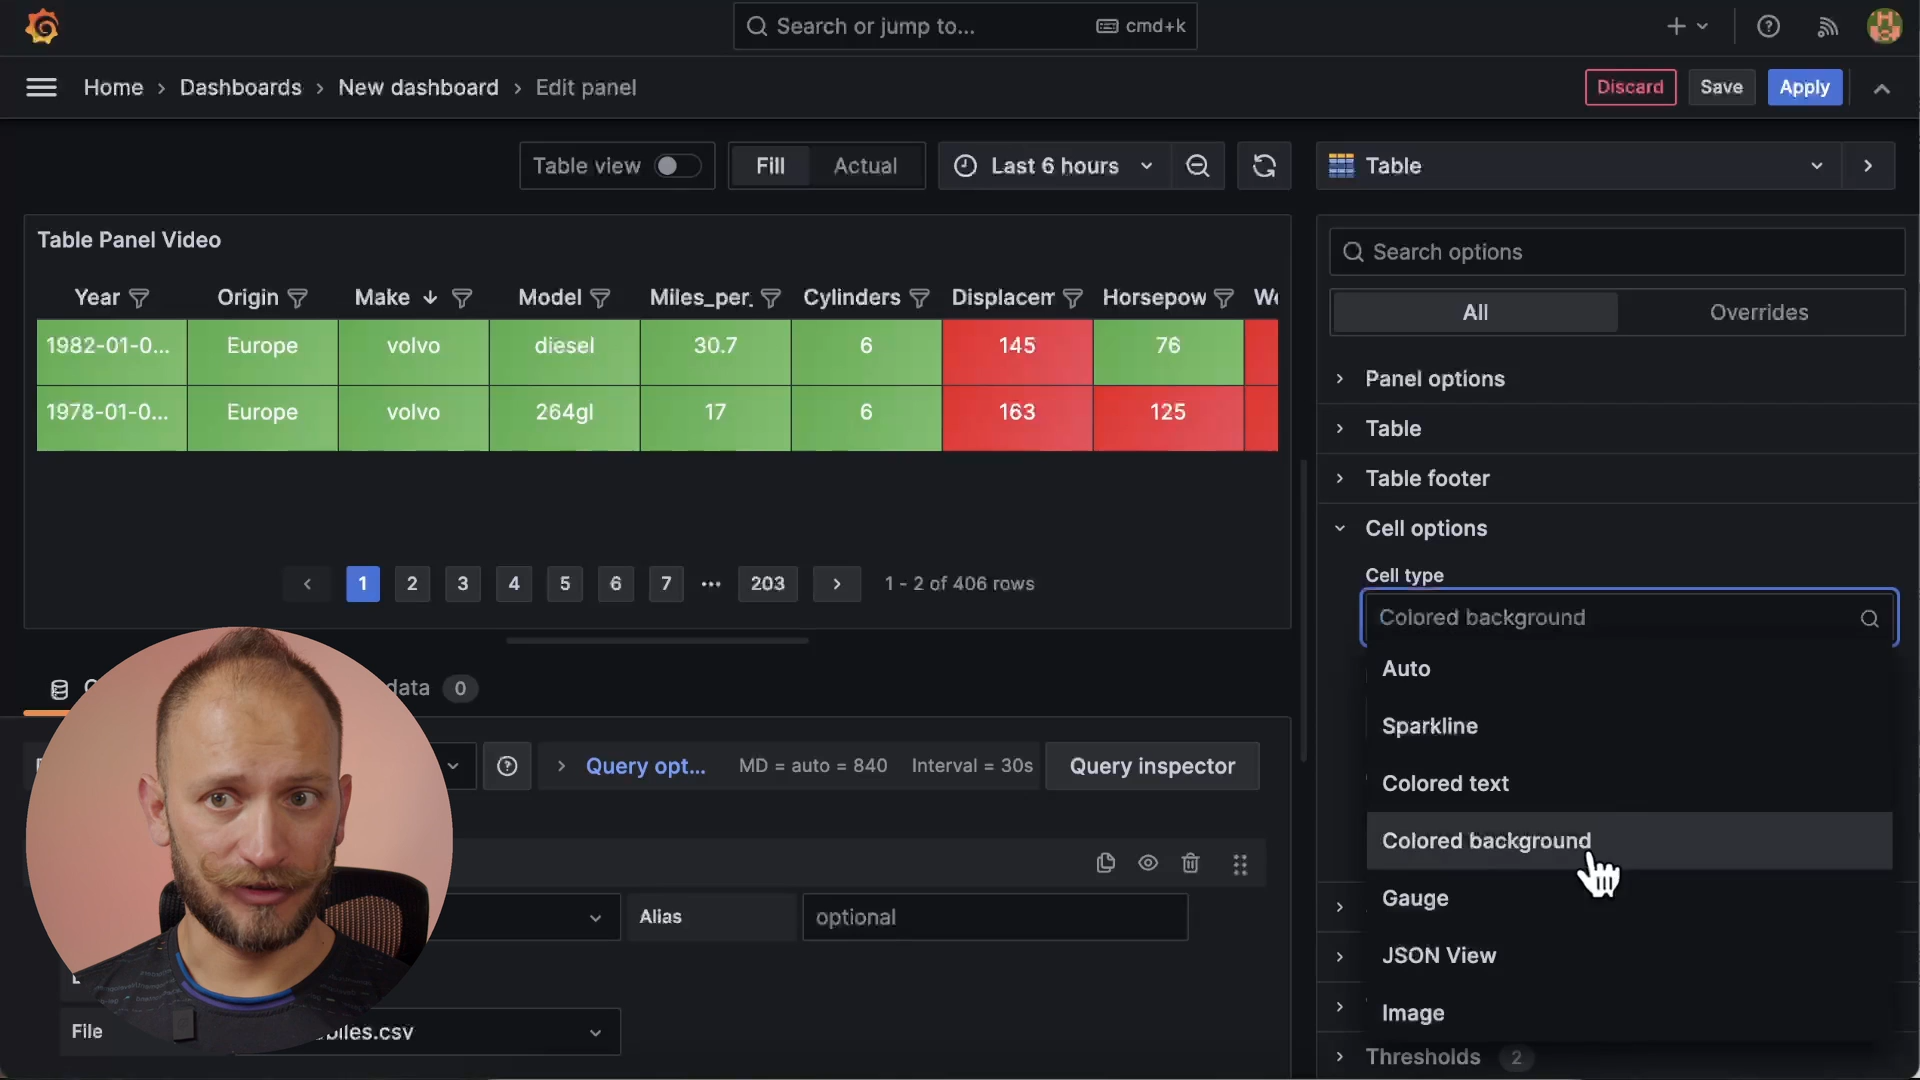 Search or jump to... cmd+k
Home › Dashboards › New dashboard › Edit panel
Discard Save Apply
Table view Fill Actual Last 6 hours Table
Table Panel Video
Year Origin Make Model Miles_per. Cylinders Displacem Horsepow We
1982-01-0... Europe volvo diesel 30.7 6 145 76
1978-01-0... Europe volvo 264gl 17 6 163 125
‹ 1 2 3 4 5 6 7 ... 203 › 1 - 2 of 406 rows
Search options
All Overrides
Panel options
Table
Table footer
Cell options
Cell type
Colored background
Auto
Sparkline
Colored text
Colored background
Gauge
JSON View
Image
Thresholds 2
data 0
Query opt... MD = auto = 840 Interval = 30s Query inspector
Alias optional
File biles.csv